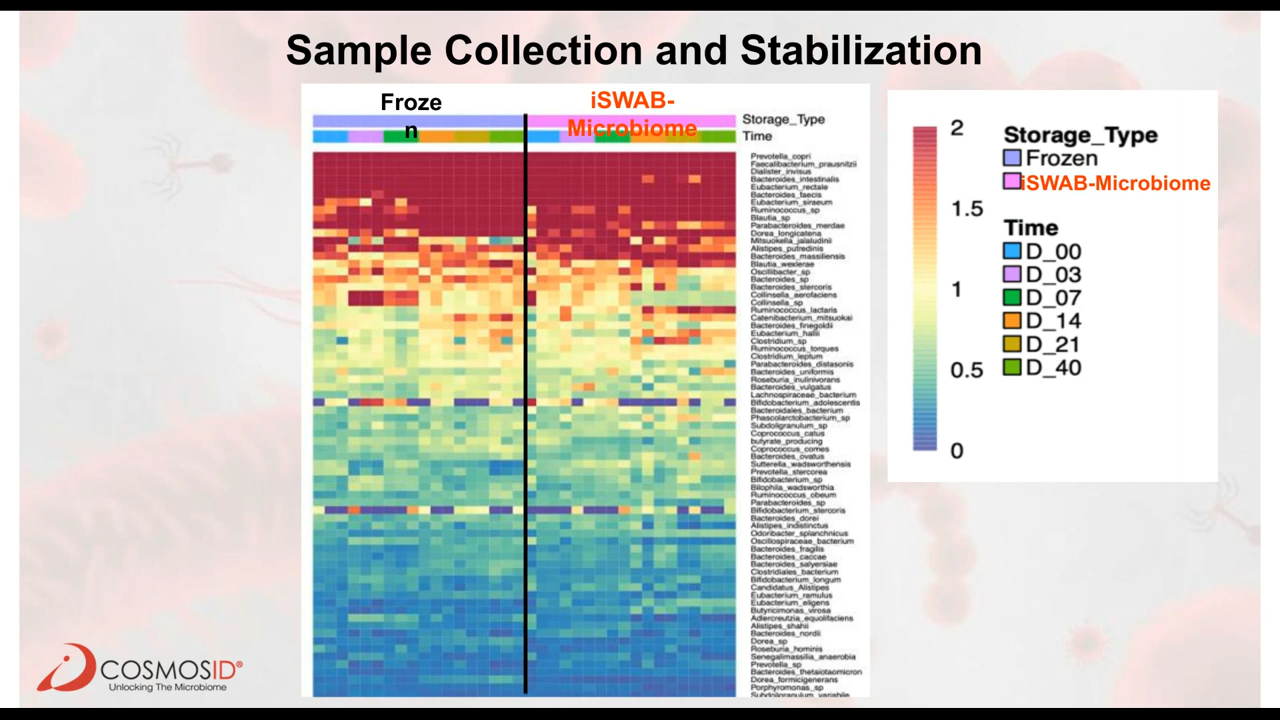 Sample Collection and Stabilization
Froze
n
iSWAB-
Microbiome
Storage_Type
Time
Prevotella_copri
Faecalibacterium_prausnitzii
Dialister_invisus
Bacteroides_intestinalis
Eubacterium_rectale
Bacteroides_faecis
Eubacterium_siraeum
Ruminococcus_sp
Blautia_sp
Parabacteroides_merdae
Dorea_longicatena
Mitsuokella_jalaludinii
Alistipes_putredinis
Bacteroides_massiliensis
Blautia_wexlerae
Oscillibacter_sp
Bacteroides_sp
Bacteroides_stercoris
Collinsella_aerofaciens
Collinsella_sp
Ruminococcus_lactaris
Catenibacterium_mitsuokai
Bacteroides_finegoldii
Eubacterium_hallii
Clostridium_sp
Ruminococcus_torques
Clostridium_leptum
Parabacteroides_distasonis
Bacteroides_uniformis
Roseburia_inulinivorans
Bacteroides_vulgatus
Lachnospiraceae_bacterium
Bifidobacterium_adolescentis
Bacteroidales_bacterium
Phascolarctobacterium_sp
Subdoligranulum_sp
Coprococcus_catus
butyrate_producing
Coprococcus_comes
Bacteroides_ovatus
Sutterella_wadsworthensis
Prevotella_stercorea
Bifidobacterium_sp
Bilophila_wadsworthia
Ruminococcus_obeum
Parabacteroides_sp
Bifidobacterium_stercoris
Bacteroides_dorei
Alistipes_indistinctus
Odoribacter_splanchnicus
Oscillospiraceae_bacterium
Bacteroides_fragilis
Bacteroides_caccae
Bacteroides_salyersiae
Clostridiales_bacterium
Bifidobacterium_longum
Candidatus_Alistipes
Eubacterium_ramulus
Eubacterium_eligens
Butyricimonas_virosa
Adlercreutzia_equolifaciens
Alistipes_shahii
Bacteroides_nordii
Dorea_sp
Roseburia_hominis
Senegalimassilia_anaerobia
Prevotella_sp
Bacteroides_thetaiotaomicron
Dorea_formicigenerans
Porphyromonas_sp
Subdoligranulum_variabile
2
1.5
1
0.5
0
Storage_Type
Frozen
iSWAB-Microbiome
Time
D_00
D_03
D_07
D_14
D_21
D_40
COSMOSID®
Unlocking The Microbiome